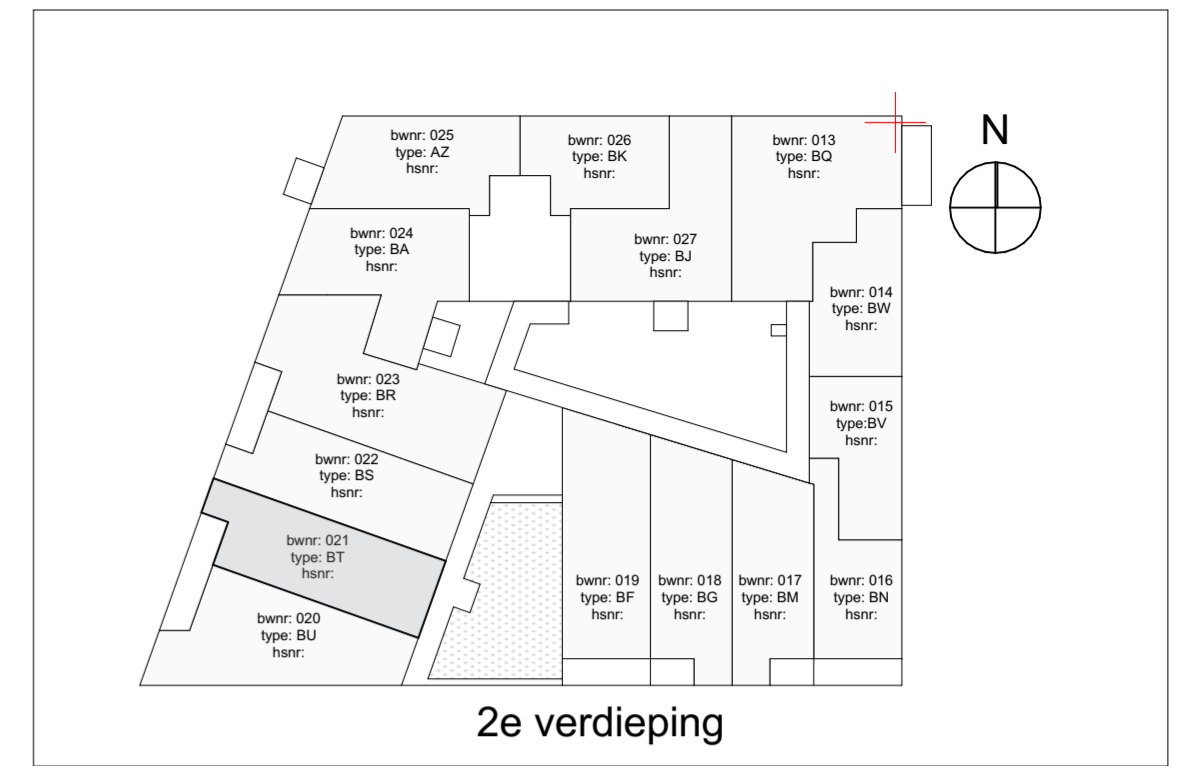 N
bwnr: 025
type: AZ
hsnr:
bwnr: 026
type: BK
hsnr:
bwnr: 013
type: BQ
hsnr:
bwnr: 024
type: BA
hsnr:
bwnr: 027
type: BJ
hsnr:
bwnr: 014
type: BW
hsnr:
bwnr: 023
type: BR
hsnr:
bwnr: 015
type:BV
hsnr:
bwnr: 022
type: BS
hsnr:
bwnr: 021
type: BT
hsnr:
bwnr: 020
type: BU
hsnr:
bwnr: 019
type: BF
hsnr:
bwnr: 018
type: BG
hsnr:
bwnr: 017
type: BM
hsnr:
bwnr: 016
type: BN
hsnr:
2e verdieping